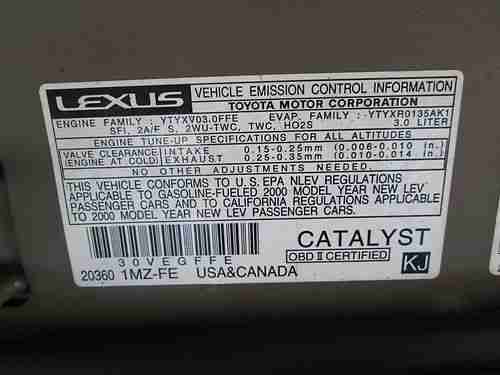 LEXUS
VEHICLE EMISSION CONTROL INFORMATION
TOYOTA MOTOR CORPORATION
ENGINE FAMILY : YTYXV03.0FFE EVAP. FAMILY : YTYXR0135AK1
SFI, 2A/F S, 2WU-TWC, TWC, HO2S 3.0 LITER
ENGINE TUNE-UP SPECIFICATIONS FOR ALL ALTITUDES
VALVE CLEARANCE INTAKE 0.15-0.25mm (0.006-0.010 in.)
(ENGINE AT COLD) EXHAUST 0.25-0.35mm (0.010-0.014 in.)
NO OTHER ADJUSTMENTS NEEDED.
THIS VEHICLE CONFORMS TO U.S.EPA NLEV REGULATIONS
APPLICABLE TO GASOLINE-FUELED 2000 MODEL YEAR NEW LEV
PASSENGER CARS AND TO CALIFORNIA REGULATIONS APPLICABLE
TO 2000 MODEL YEAR NEW LEV PASSENGER CARS.
30VEGFFE
CATALYST
OBD II CERTIFIED
20360 1MZ-FE USA&CANADA KJ